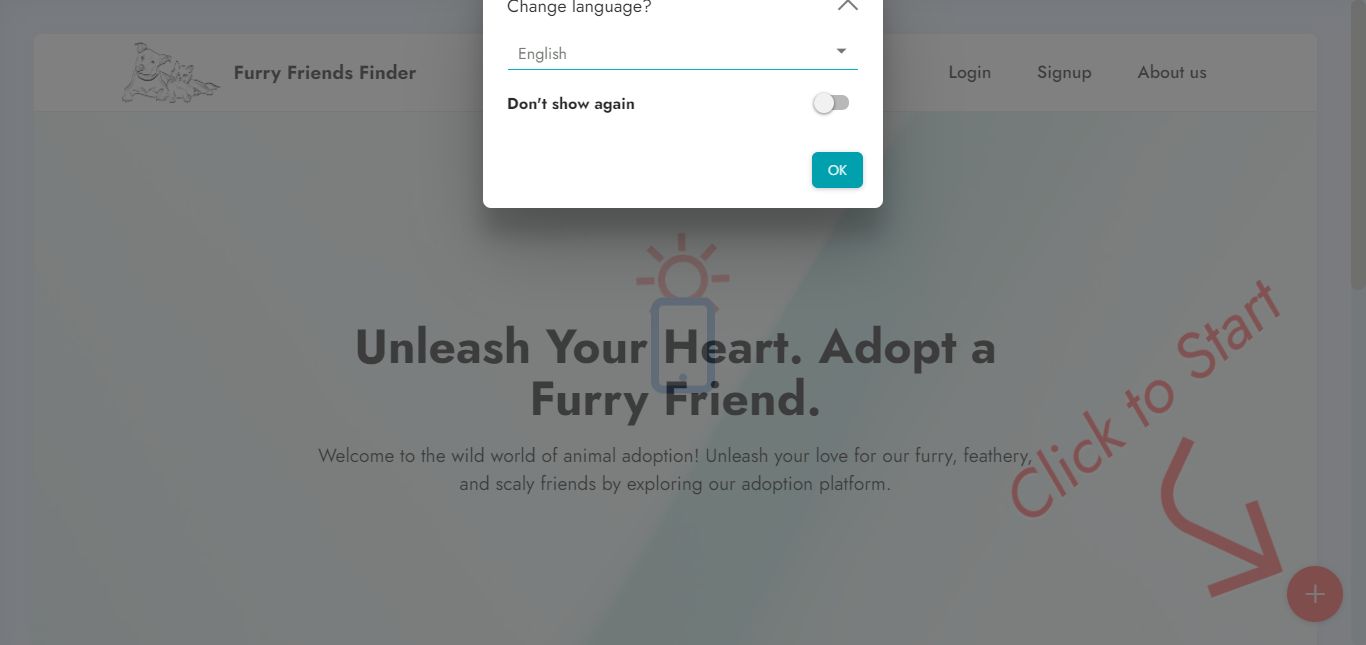 Change language?
English
Furry Friends Finder
Login
Signup
About us
Don't show again
OK
Unleash Your Heart. Adopt a
Furry Friend.
Welcome to the wild world of animal adoption! Unleash your love for our furry, feathery,
and scaly friends by exploring our adoption platform.
Click to Start